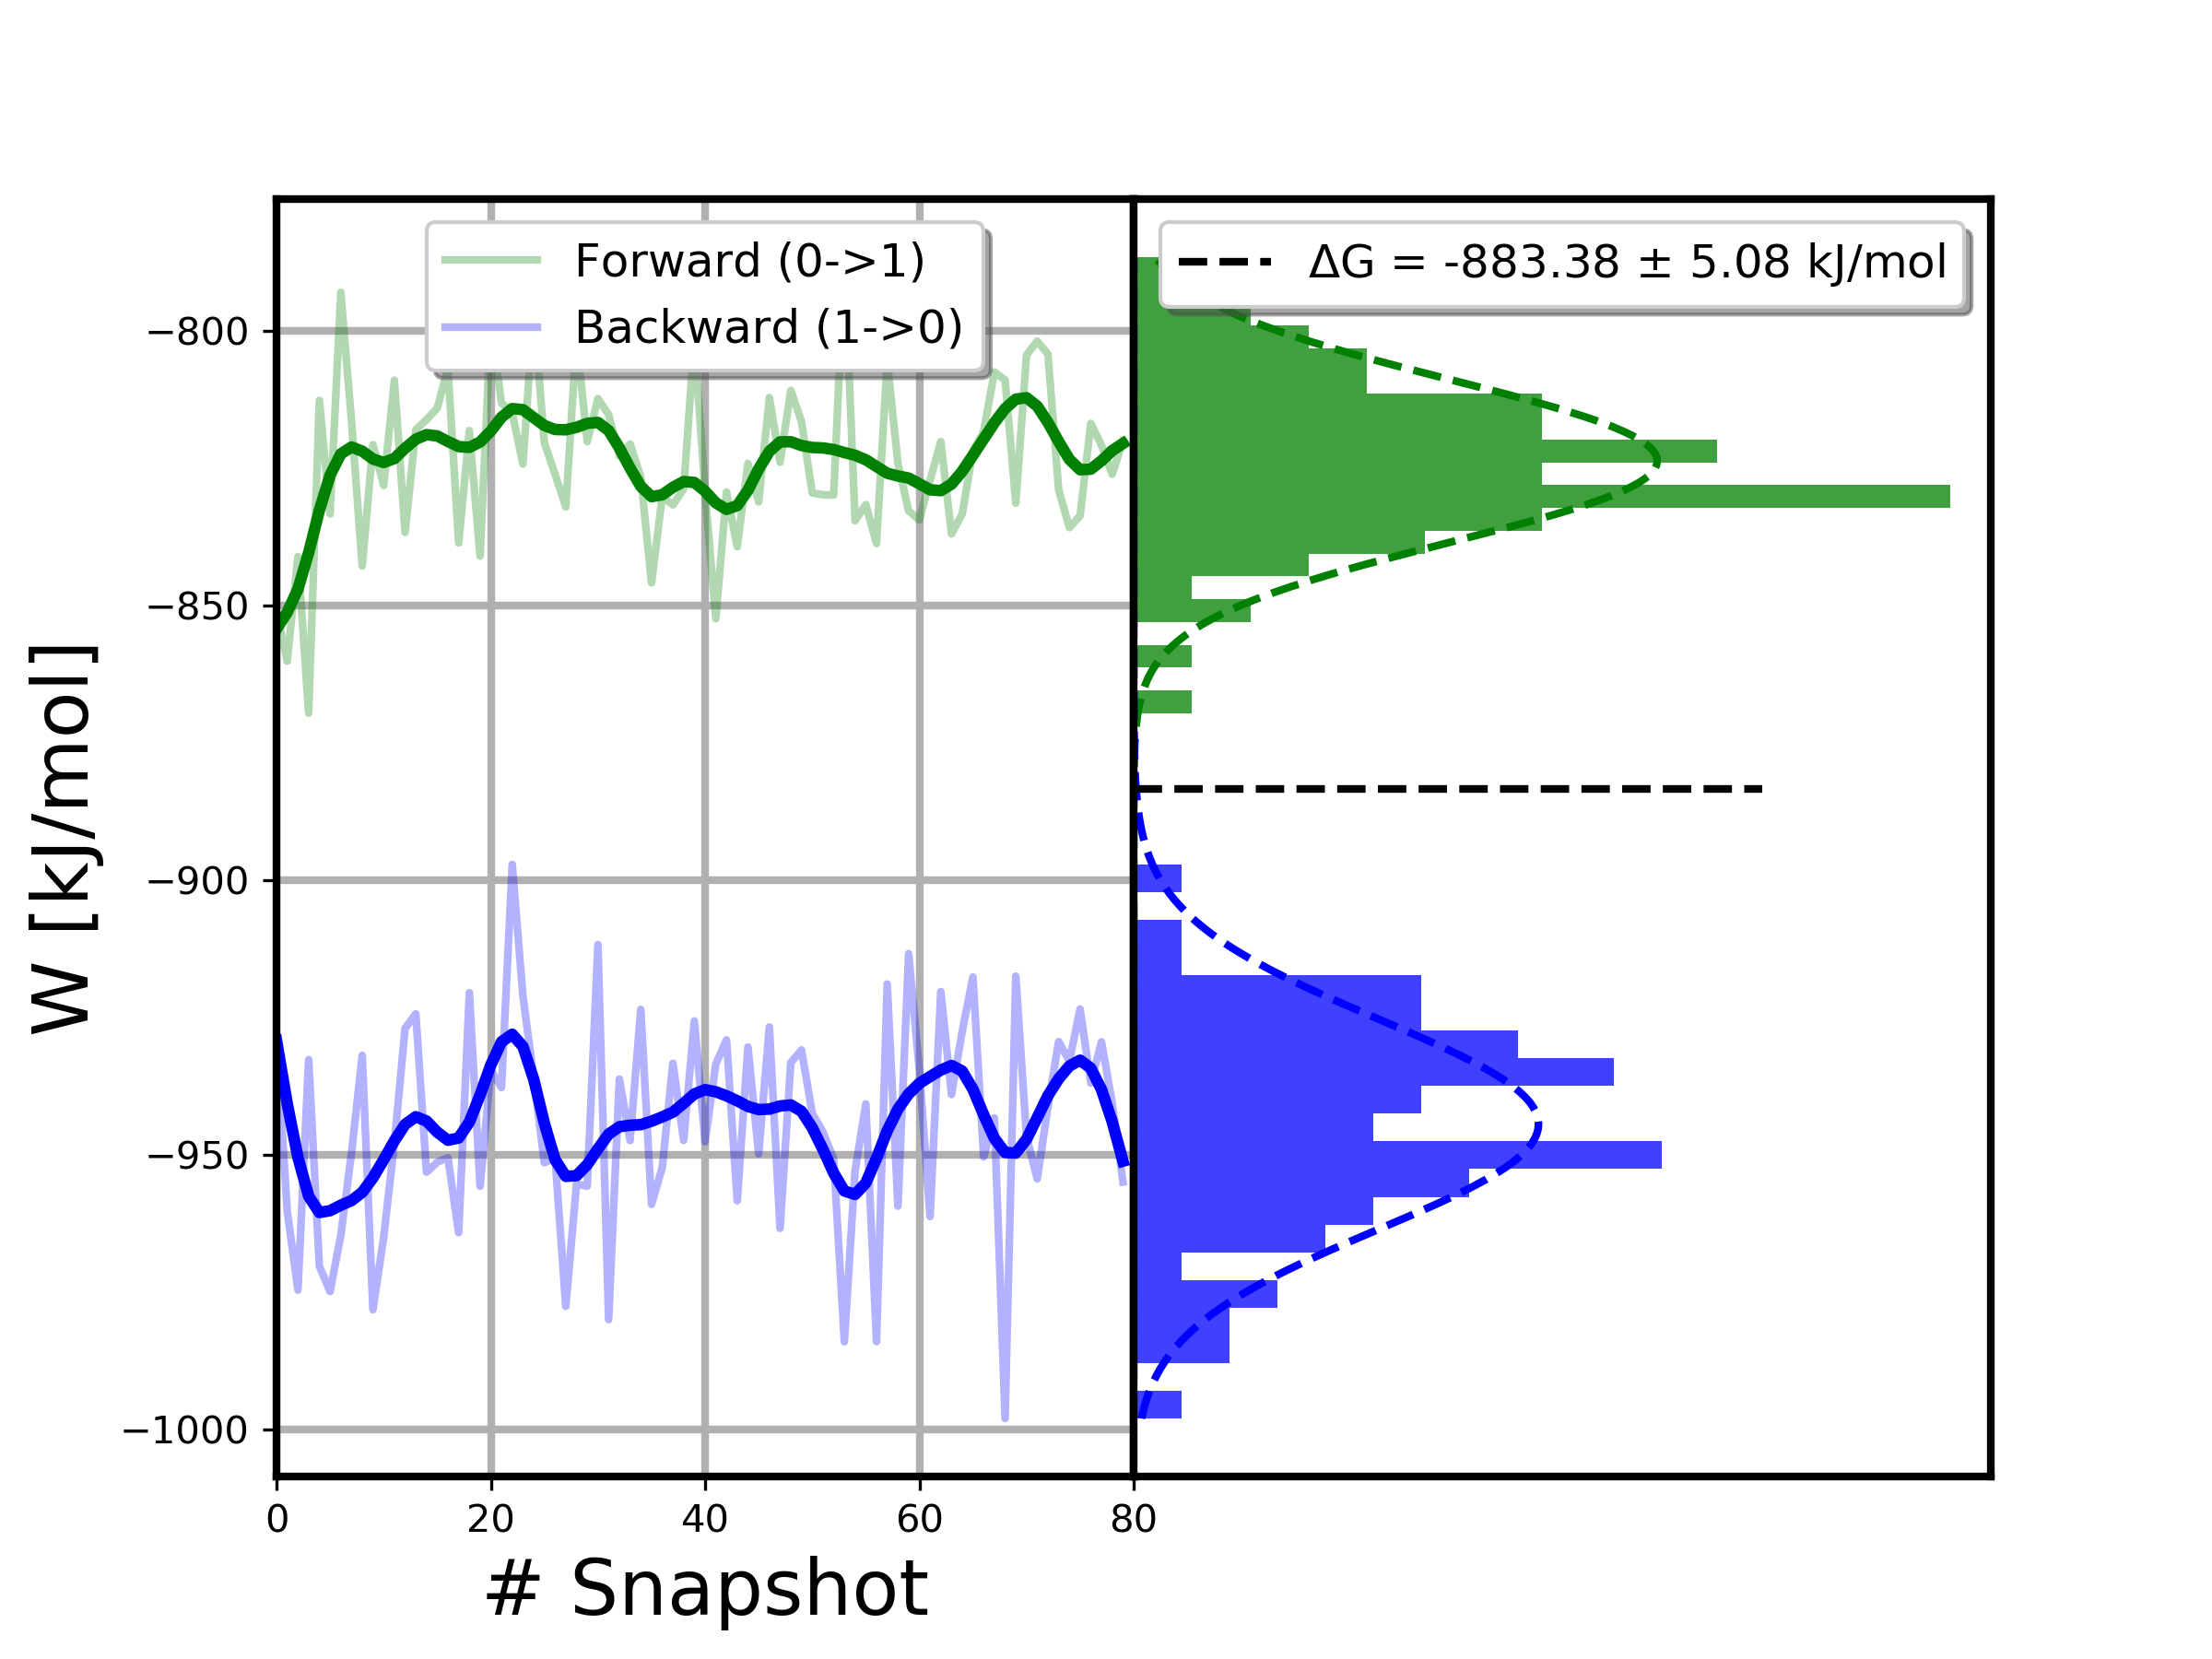 Forward (0->1)
Backward (1->0)
ΔG = -883.38 ± 5.08 kJ/mol
W [kJ/mol]
−800
−850
−900
−950
−1000
0 20 40 60 80
# Snapshot